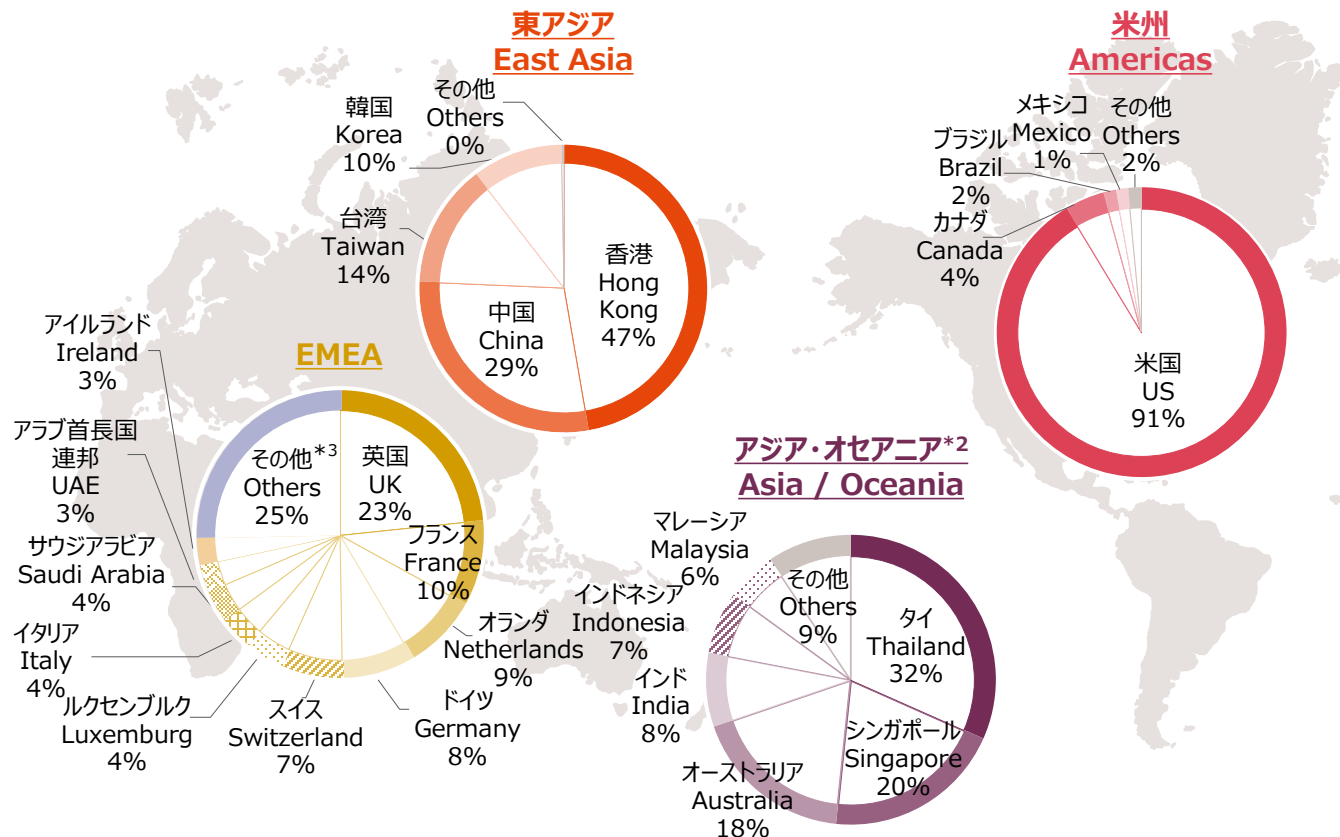 東アジア
East Asia
その他
Others
0%
韓国
Korea
10%
台湾
Taiwan
14%
中国
China
29%
香港
Hong
Kong
47%
米州
Americas
メキシコ
Mexico
1%
その他
Others
2%
ブラジル
Brazil
2%
カナダ
Canada
4%
米国
US
91%
EMEA
アイルランド
Ireland
3%
アラブ首長国
連邦
UAE
3%
サウジアラビア
Saudi Arabia
4%
イタリア
Italy
4%
ルクセンブルク
Luxemburg
4%
スイス
Switzerland
7%
ドイツ
Germany
8%
オランダ
Netherlands
9%
フランス
France
10%
英国
UK
23%
その他*3
Others
25%
アジア・オセアニア*2
Asia / Oceania
マレーシア
Malaysia
6%
インドネシア
Indonesia
7%
インド
India
8%
オーストラリア
Australia
18%
シンガポール
Singapore
20%
タイ
Thailand
32%
その他
Others
9%